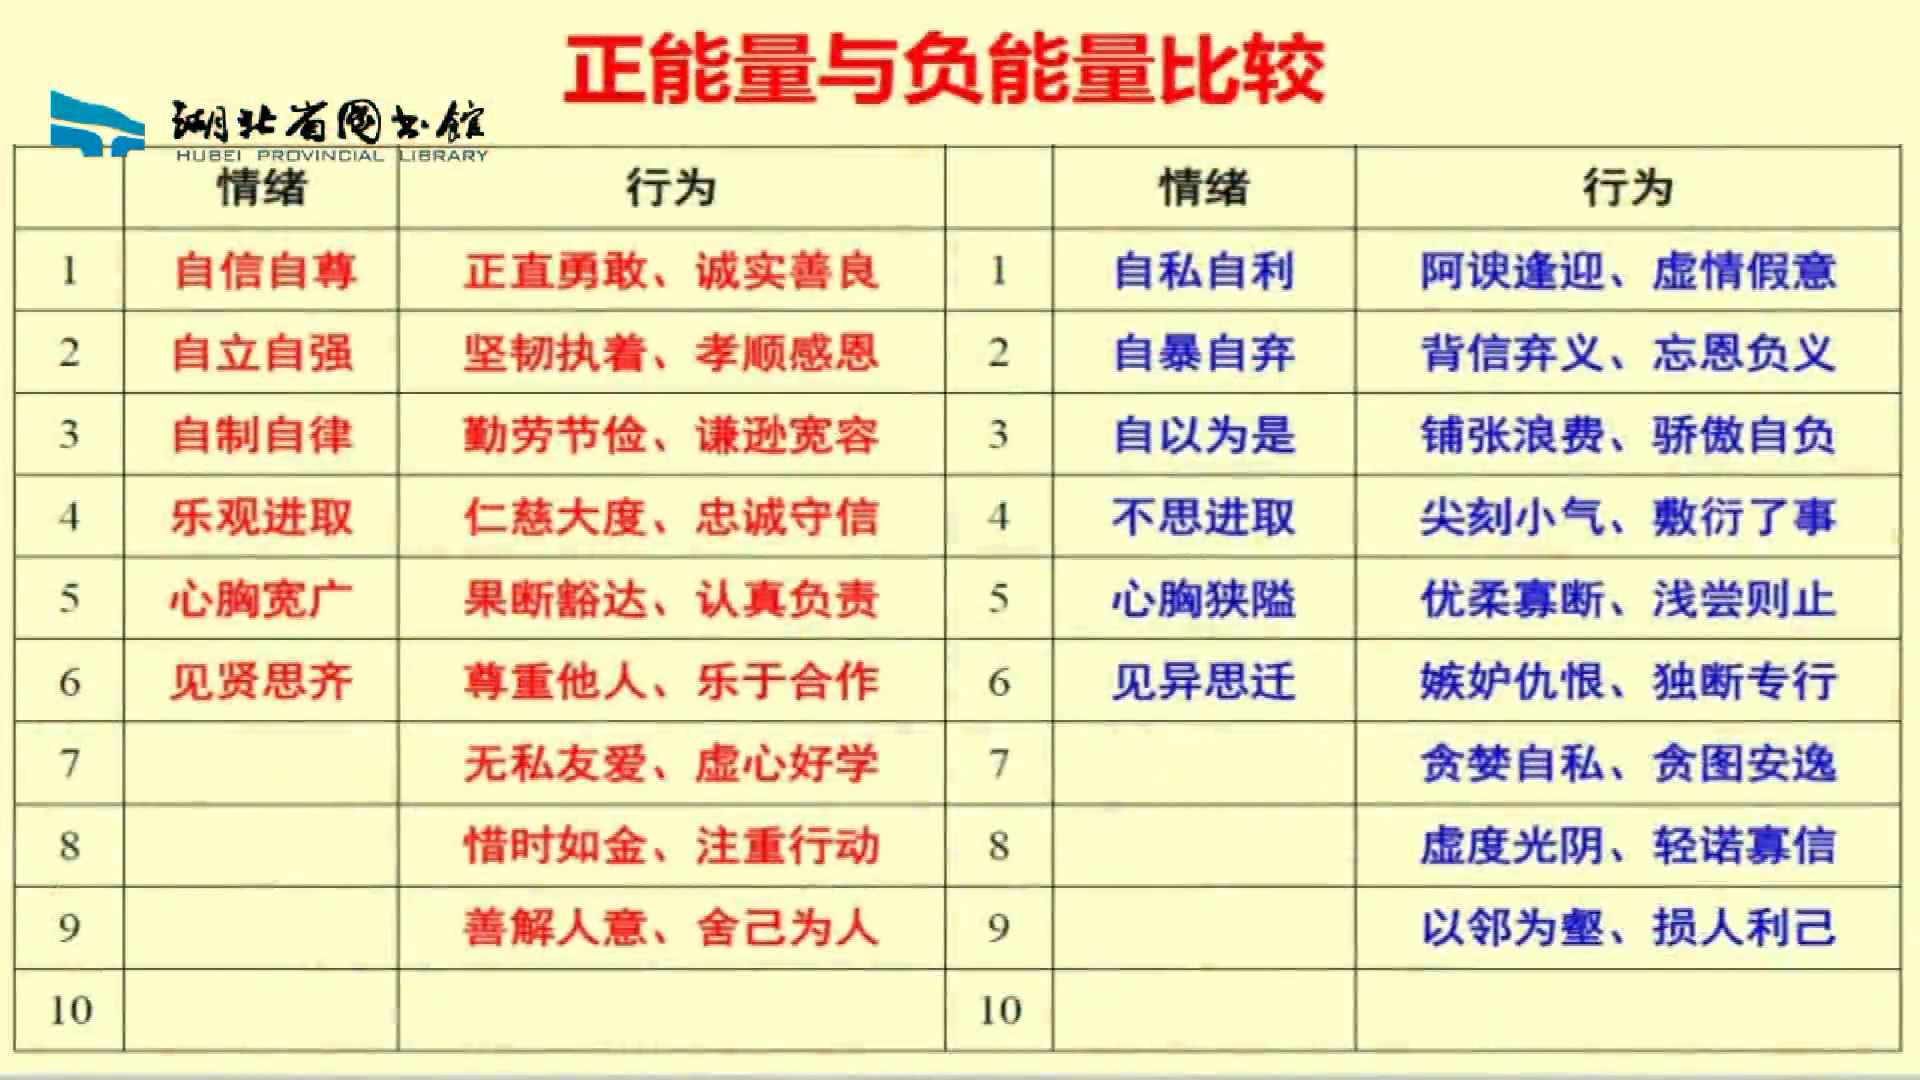 正能量与负能量比较
湖北省图书馆
HUBEI PROVINCIAL LIBRARY
情绪 行为 情绪 行为
1 自信自尊 正直勇敢、诚实善良 1 自私自利 阿谀逢迎、虚情假意
2 自立自强 坚韧执着、孝顺感恩 2 自暴自弃 背信弃义、忘恩负义
3 自制自律 勤劳节俭、谦逊宽容 3 自以为是 铺张浪费、骄傲自负
4 乐观进取 仁慈大度、忠诚守信 4 不思进取 尖刻小气、敷衍了事
5 心胸宽广 果断豁达、认真负责 5 心胸狭隘 优柔寡断、浅尝则止
6 见贤思齐 尊重他人、乐于合作 6 见异思迁 嫉妒仇恨、独断专行
7 无私友爱、虚心好学 7 贪婪自私、贪图安逸
8 惜时如金、注重行动 8 虚度光阴、轻诺寡信
9 善解人意、舍己为人 9 以邻为壑、损人利己
10 10